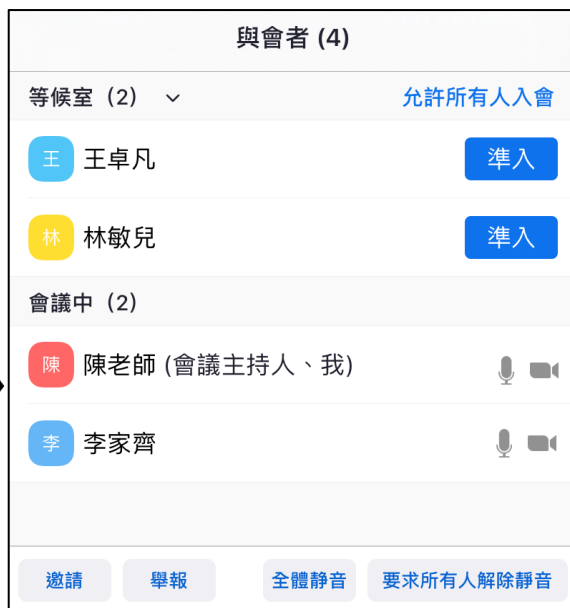 與會者 (4)
等候室 (2) 允許所有人入會
王 王卓凡 準入
林 林敏兒 準入
會議中 (2)
陳 陳老師 (會議主持人、我)
李 李家齊
邀請 舉報 全體靜音 要求所有人解除靜音